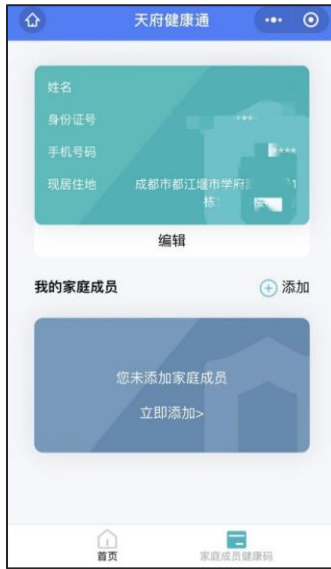 天府健康通
姓名
身份证号
***
手机号码
****
现居住地
成都市都江堰市学府
1
栋
编辑
我的家庭成员
添加
您未添加家庭成员
立即添加>
首页
家庭成员健康码